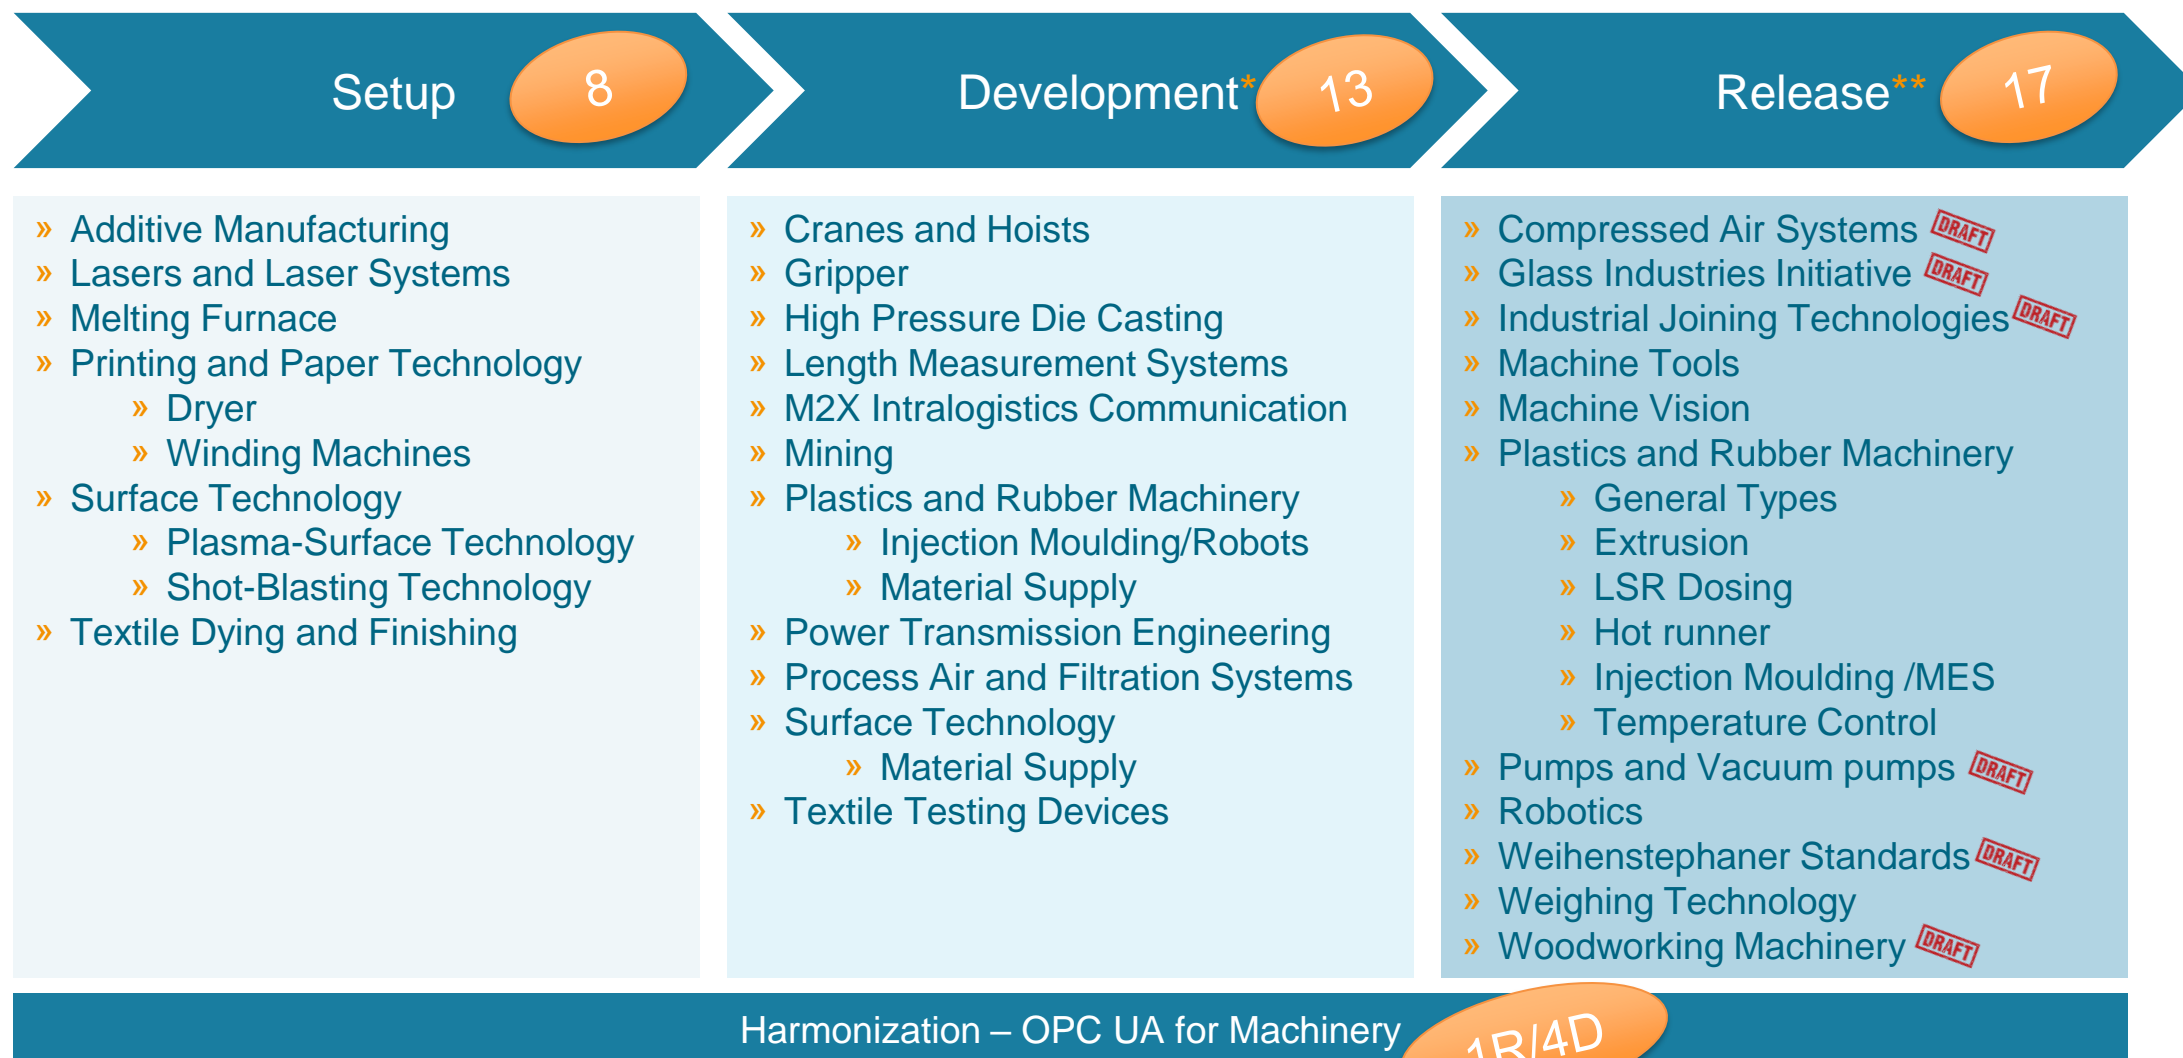 Setup 8
Development* 13
Release** 17
» Additive Manufacturing
» Lasers and Laser Systems
» Melting Furnace
» Printing and Paper Technology
» Dryer
» Winding Machines
» Surface Technology
» Plasma-Surface Technology
» Shot-Blasting Technology
» Textile Dying and Finishing
» Cranes and Hoists
» Gripper
» High Pressure Die Casting
» Length Measurement Systems
» M2X Intralogistics Communication
» Mining
» Plastics and Rubber Machinery
» Injection Moulding/Robots
» Material Supply
» Power Transmission Engineering
» Process Air and Filtration Systems
» Surface Technology
» Material Supply
» Textile Testing Devices
» Compressed Air Systems DRAFT
» Glass Industries Initiative DRAFT
» Industrial Joining Technologies DRAFT
» Machine Tools
» Machine Vision
» Plastics and Rubber Machinery
» General Types
» Extrusion
» LSR Dosing
» Hot runner
» Injection Moulding /MES
» Temperature Control
» Pumps and Vacuum pumps DRAFT
» Robotics
» Weihenstephaner Standards DRAFT
» Weighing Technology
» Woodworking Machinery DRAFT
Harmonization – OPC UA for Machinery 1R/4D